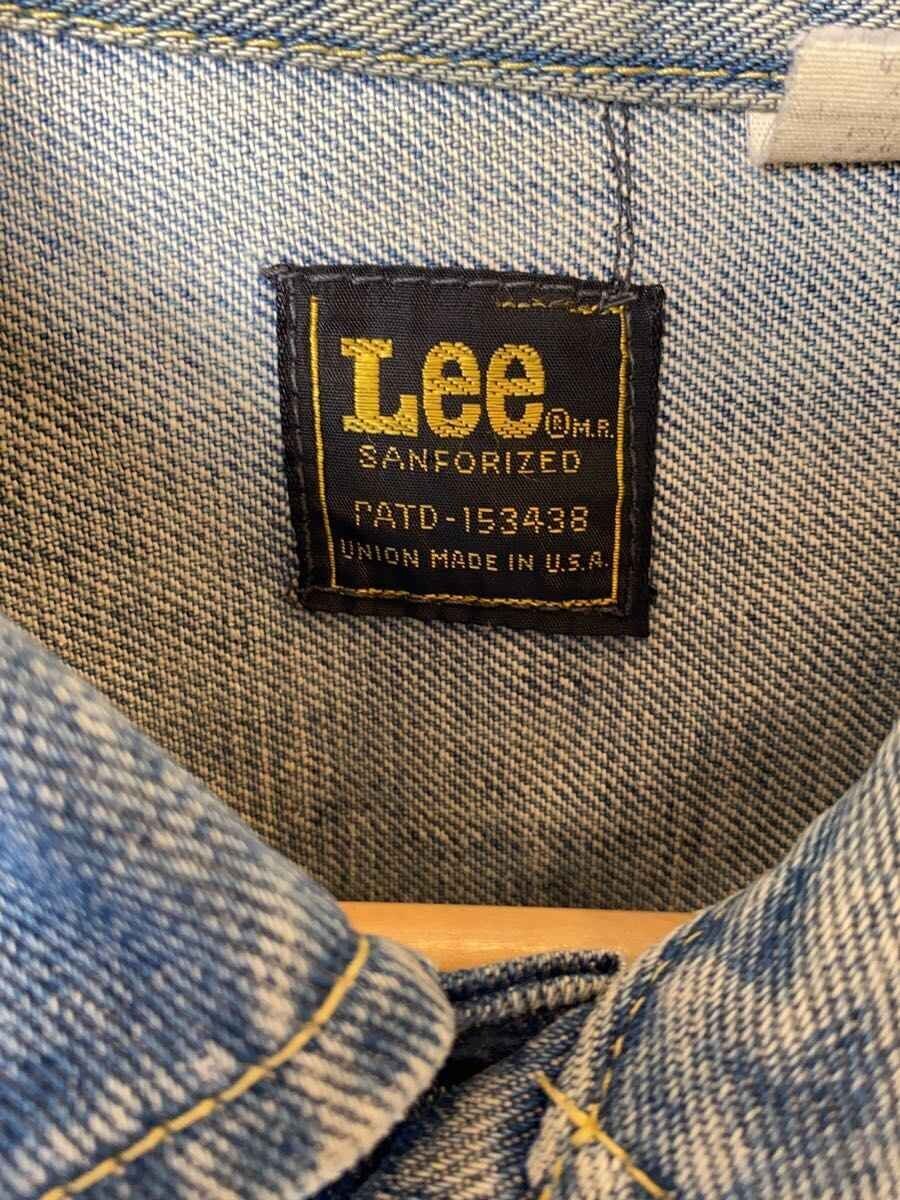 Lee ® M.R.
SANFORIZED
PATD-153438
UNION MADE IN U.S.A.